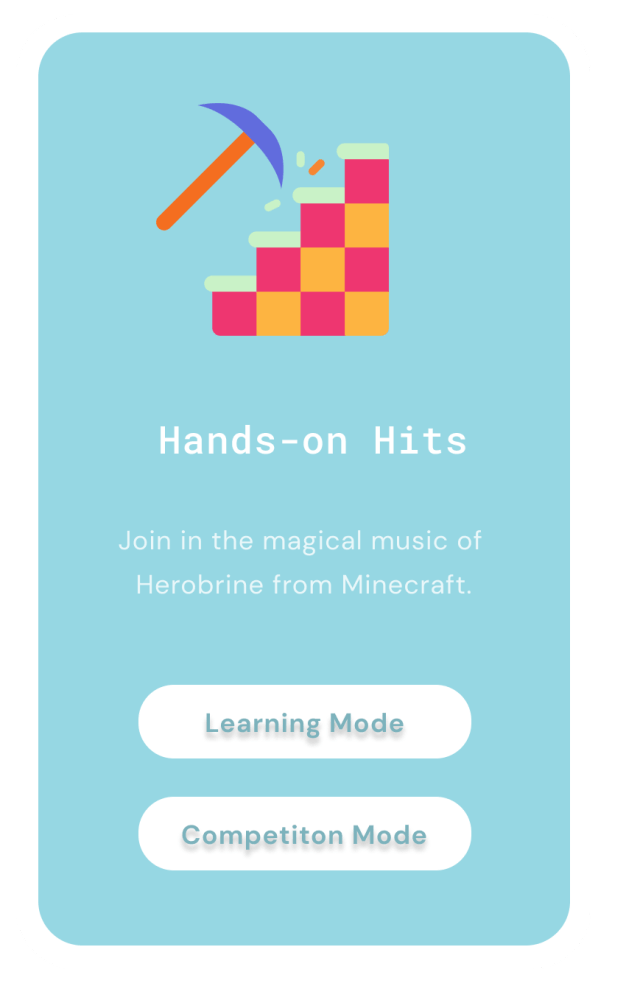 Hands-on Hits
Join in the magical music of
Herobrine from Minecraft.
Learning Mode
Competiton Mode